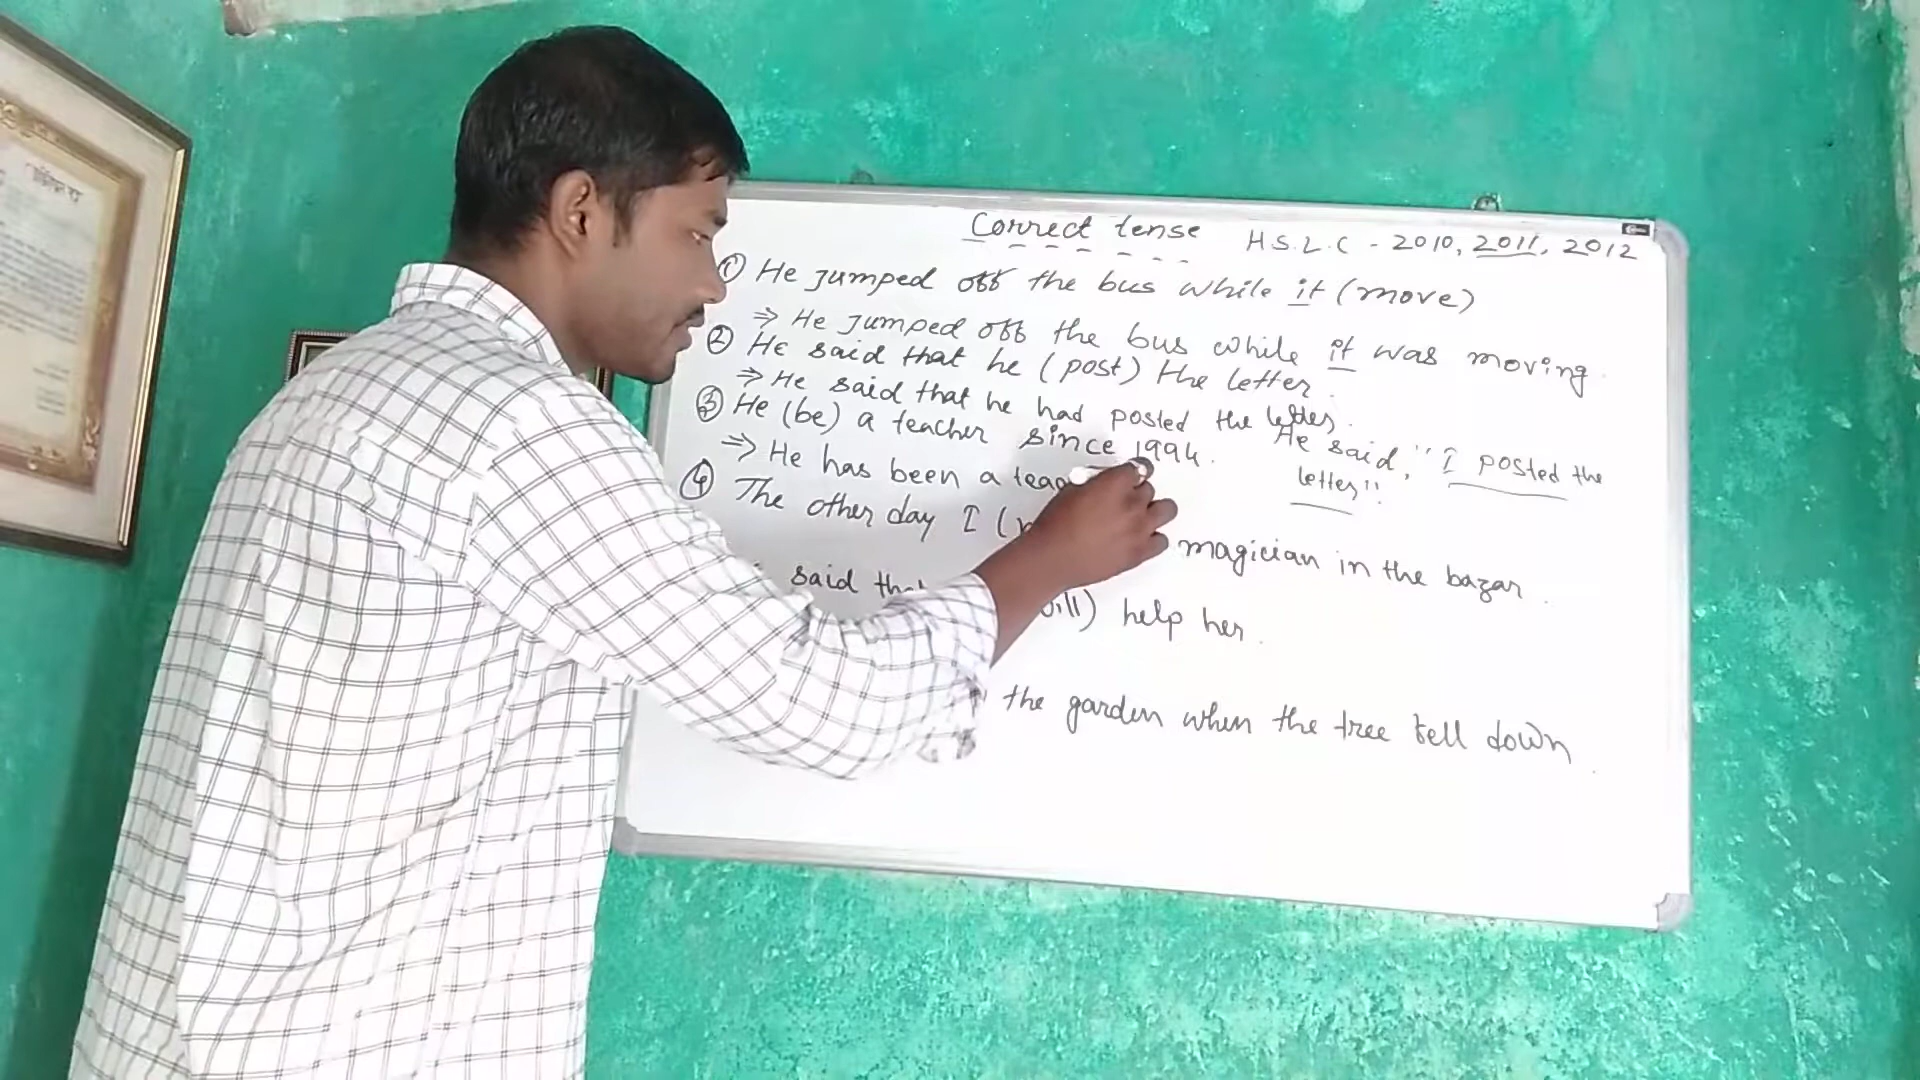 Correct tense H.S.L.C - 2010, 2011, 2012
① He jumped off the bus while it (move)
⇒ He jumped off the bus while it was moving.
② He said that he (post) the letter.
⇒ He said that he had posted the letter.
③ He (be) a teacher since 1994.
He said, "I posted the
letter".
⇒ He has been a
④ The other day I ( magician in the bazar.
said help her.
the garden when the tree fell down.